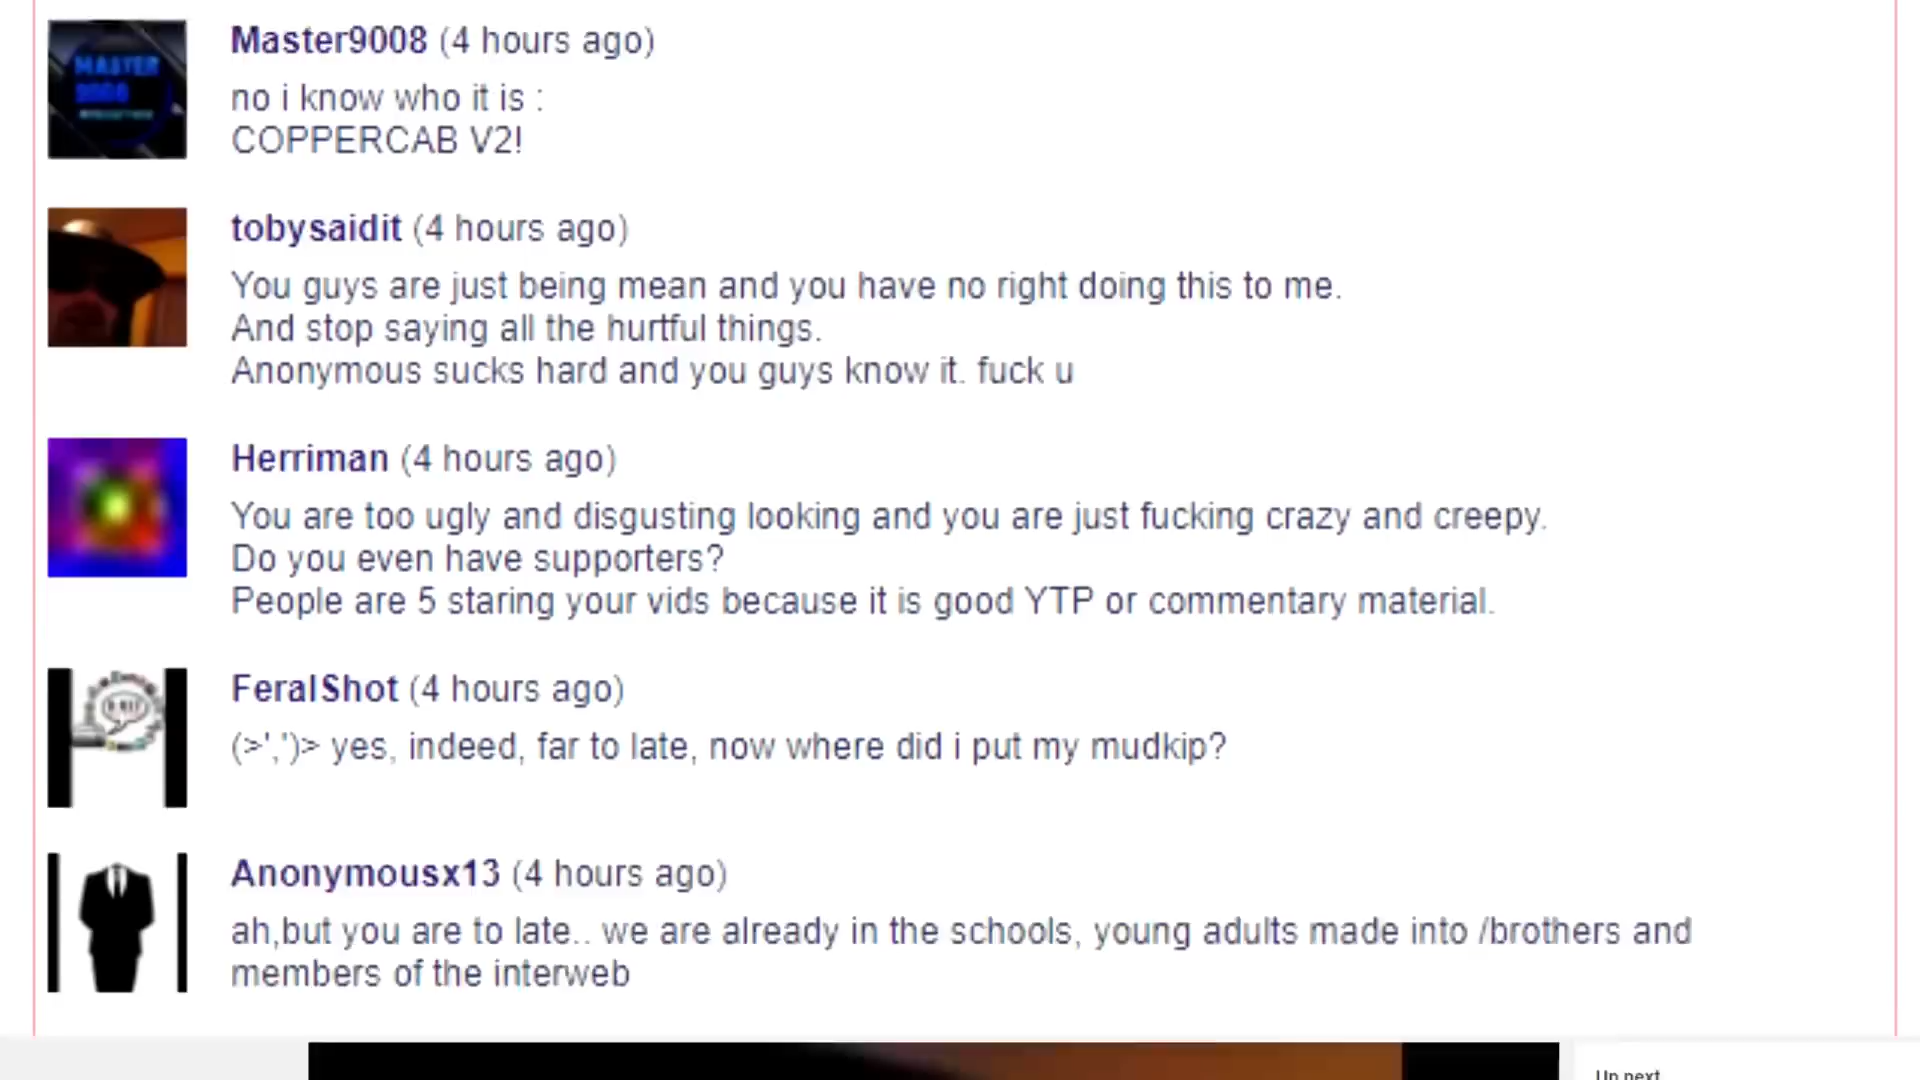 Master9008 (4 hours ago)
MASTER
9008
no i know who it is :
COPPERCAB V2!
tobysaidit (4 hours ago)
You guys are just being mean and you have no right doing this to me.
And stop saying all the hurtful things.
Anonymous sucks hard and you guys know it. fuck u
Herriman (4 hours ago)
You are too ugly and disgusting looking and you are just fucking crazy and creepy.
Do you even have supporters?
People are 5 staring your vids because it is good YTP or commentary material.
FeralShot (4 hours ago)
(>',')> yes, indeed, far to late, now where did i put my mudkip?
Anonymousx13 (4 hours ago)
ah,but you are to late.. we are already in the schools, young adults made into /brothers and
members of the interweb
Up next